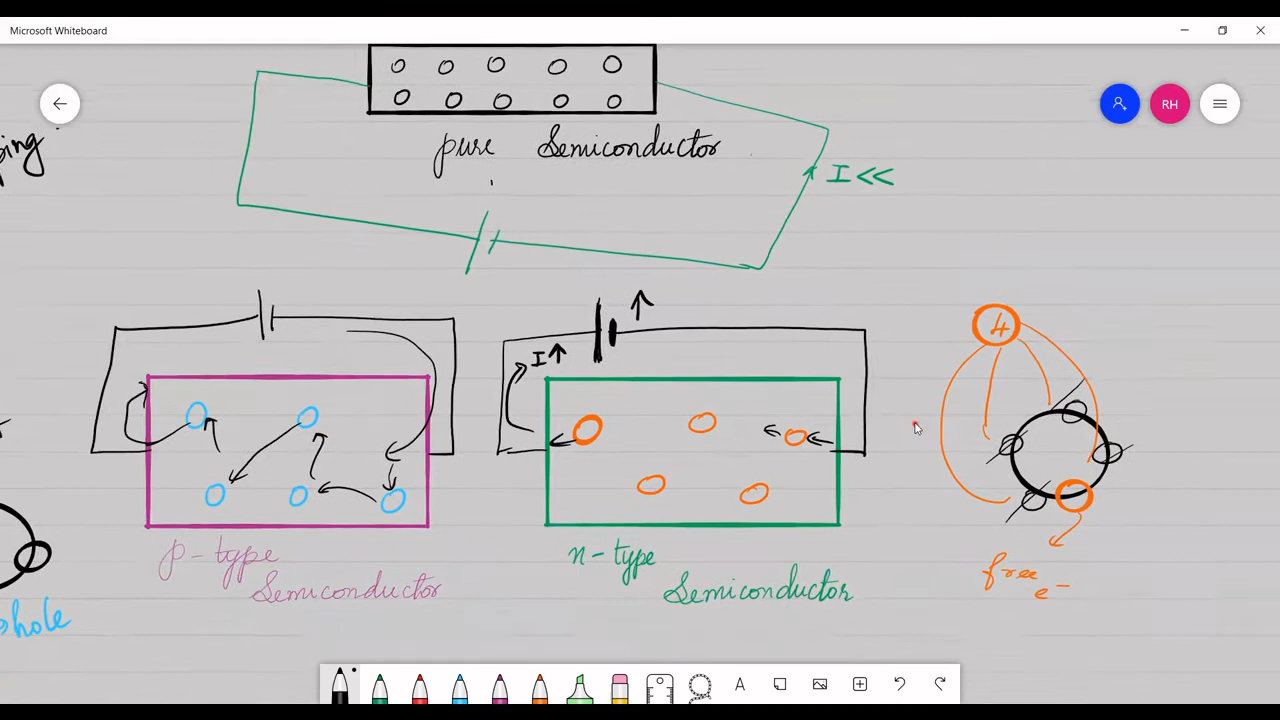 Microsoft Whiteboard
RH
pure Semiconductor
I<<
I
4
p-type
Semiconductor
n-type
Semiconductor
free
e-
hole